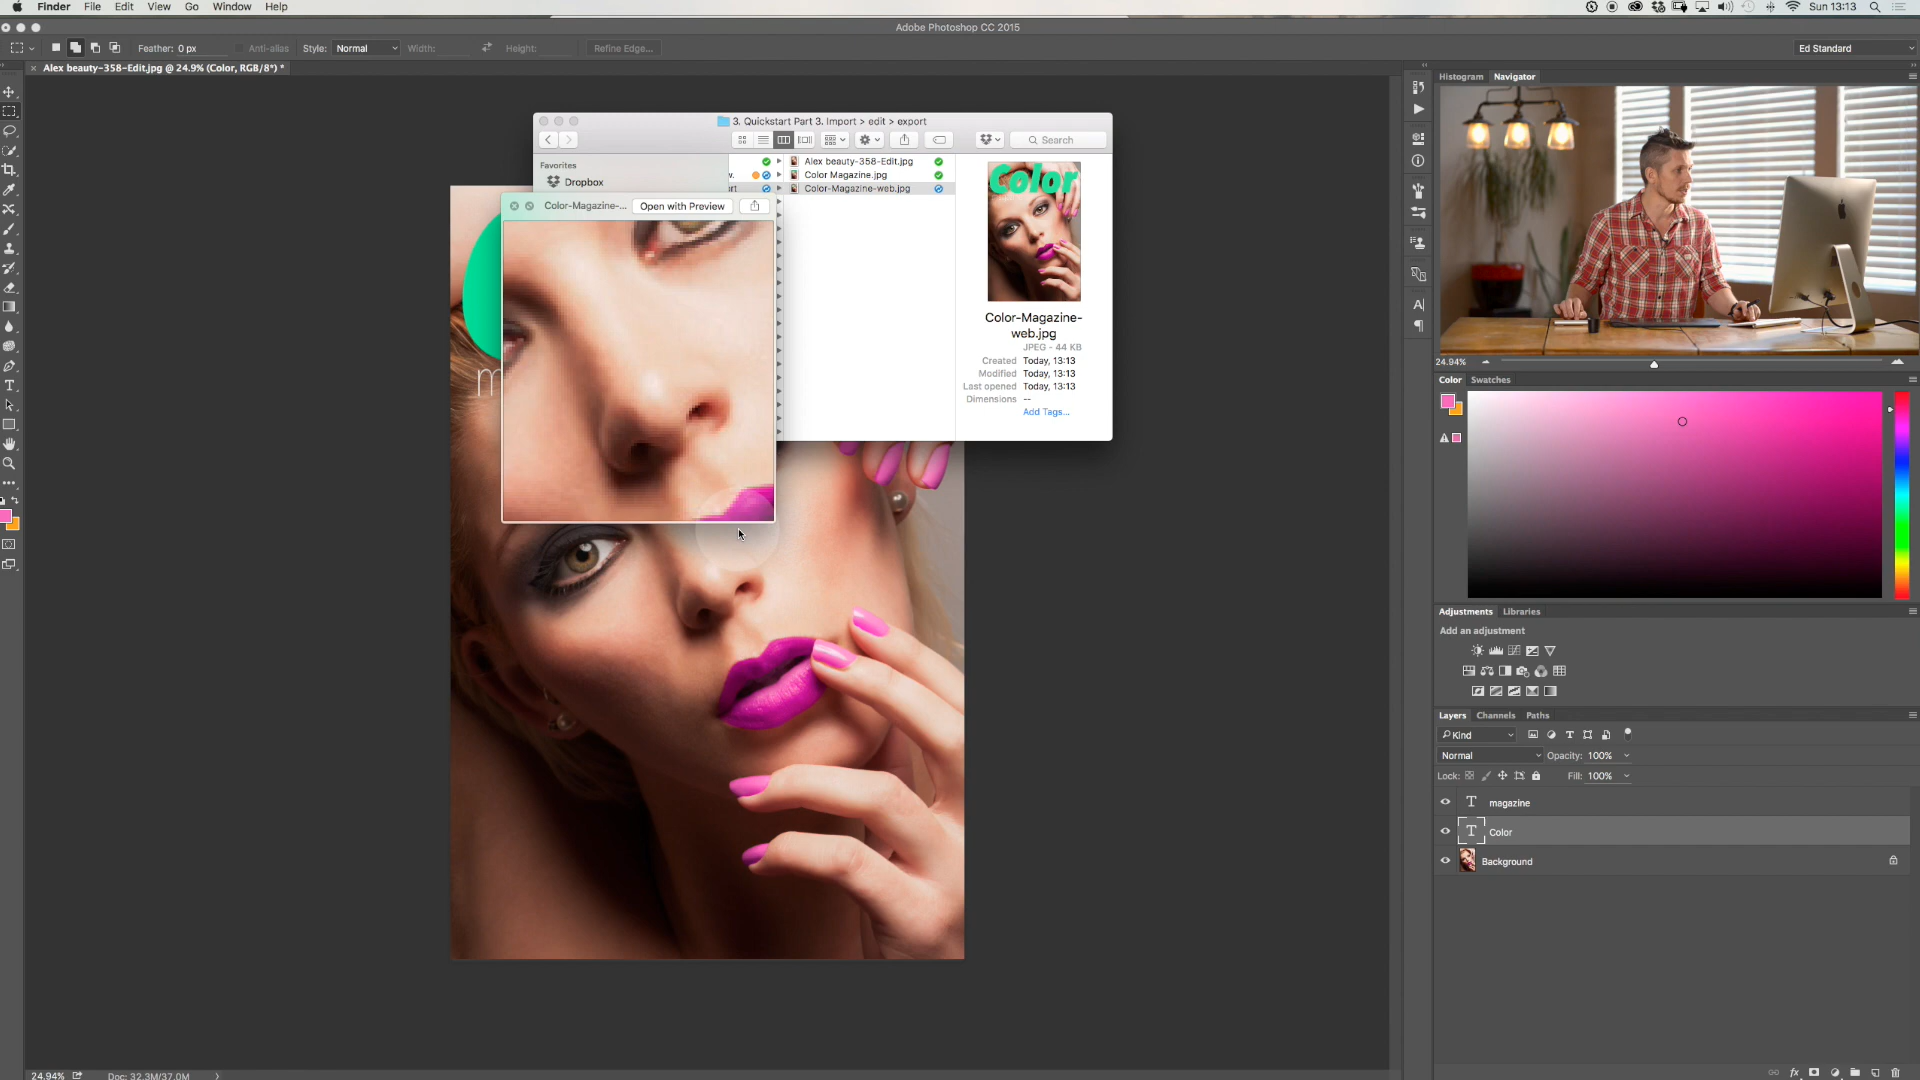 Finder File Edit View Go Window Help
Sun 13:13
Adobe Photoshop CC 2015
Feather: 0 px
Anti-alias
Style: Normal
Width:
Height:
Refine Edge...
Ed Standard
Alex beauty-358-Edit.jpg @ 24.9% (Color, RGB/8*) *
3. Quickstart Part 3. Import > edit > export
Search
Favorites
Dropbox
Alex beauty-358-Edit.jpg
Color Magazine.jpg
Color-Magazine-web.jpg
Color
Color-Magazine-...
Open with Preview
Color-Magazine-
web.jpg
JPEG - 44 KB
Created Today, 13:13
Modified Today, 13:13
Last opened Today, 13:13
Dimensions --
Add Tags...
m
Histogram Navigator
24.94%
Color Swatches
Adjustments Libraries
Add an adjustment
Layers Channels Paths
Kind
Normal
Opacity: 100%
Lock:
Fill: 100%
T magazine
T Color
Background
24.94%
Doc: 32.3M/37.0M